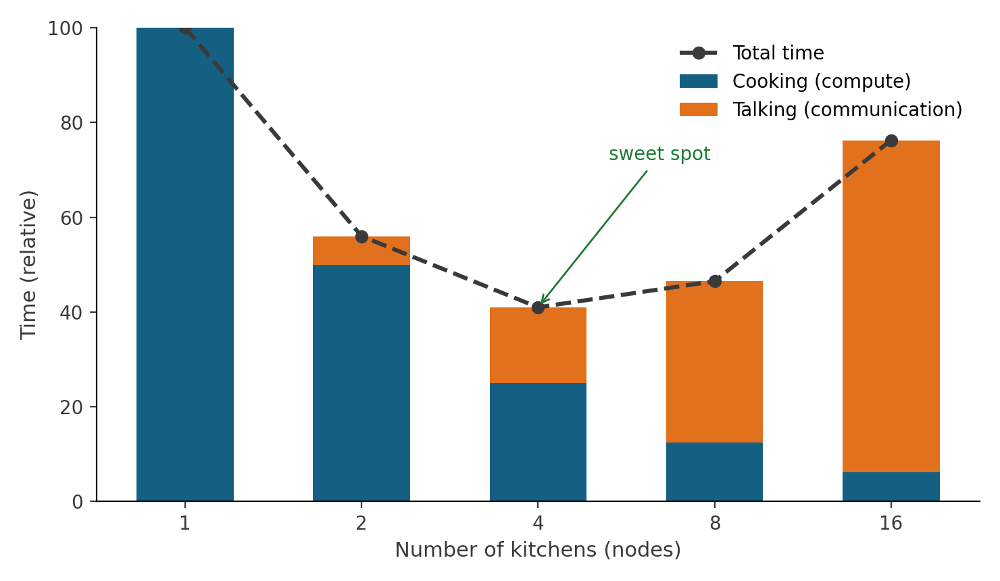 100
80
60
40
20
0
Time (relative)
Total time
Cooking (compute)
Talking (communication)
sweet spot
1 2 4 8 16
Number of kitchens (nodes)